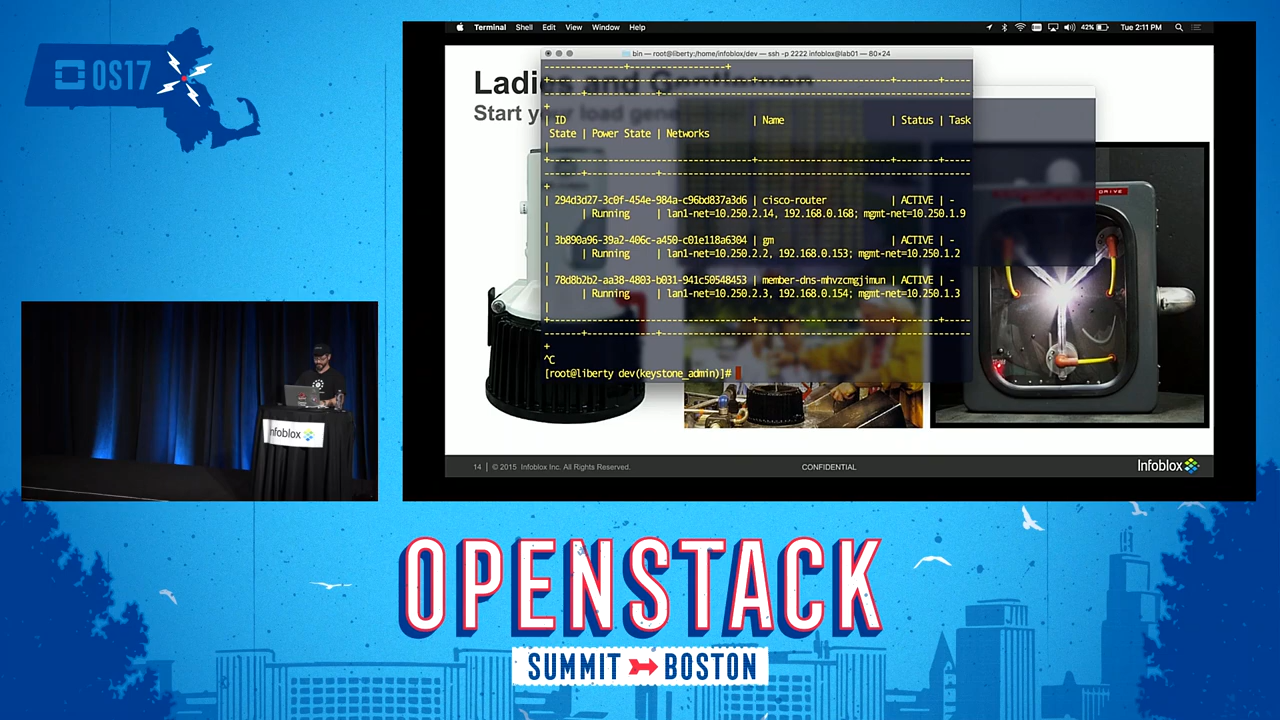 OS17
Terminal Shell Edit View Window Help
42% Tue 2:11 PM
bin — root@liberty:/home/infoblox/dev — ssh -p 2222 infoblox@lab01 — 80×24
Ladies and Gentlemen
Start your load gene
| ID | Name | Status | Task
State | Power State | Networks
|
| 294d3d27-3c0f-454e-984a-c96bd837a3d6 | cisco-router | ACTIVE | -
| Running | lan1-net=10.250.2.14, 192.168.0.168; mgmt-net=10.250.1.9
|
| 3b890a96-39a2-406c-a450-c01e118a6304 | gm | ACTIVE | -
| Running | lan1-net=10.250.2.2, 192.168.0.153; mgmt-net=10.250.1.2
|
| 78d8b2b2-aa38-4803-b031-941c50548453 | member-dns-mhvzcmgjimun | ACTIVE | -
| Running | lan1-net=10.250.2.3, 192.168.0.154; mgmt-net=10.250.1.3
|
^C
[root@liberty dev(keystone_admin)]#
DRIVE
14 | © 2015 Infoblox Inc. All Rights Reserved.
CONFIDENTIAL
Infoblox
nfoblox
OPENSTACK
SUMMIT BOSTON